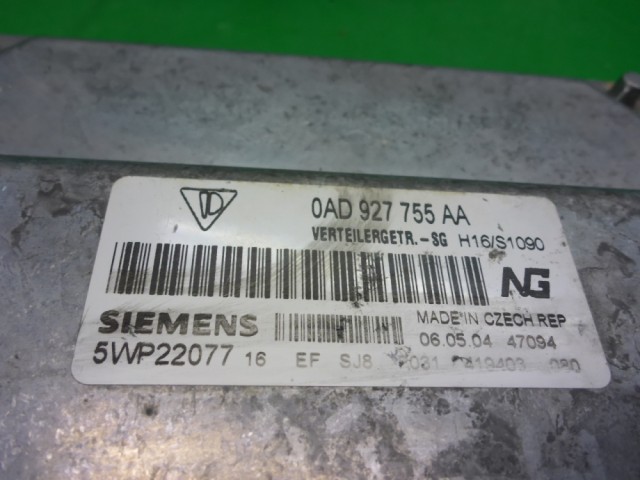 0AD 927 755 AA
VERTEILERGETR.-SG H16/S1090
NG
SIEMENS
MADE IN CZECH REP
06.05.04 47094
5WP22077 16 EF SJ8